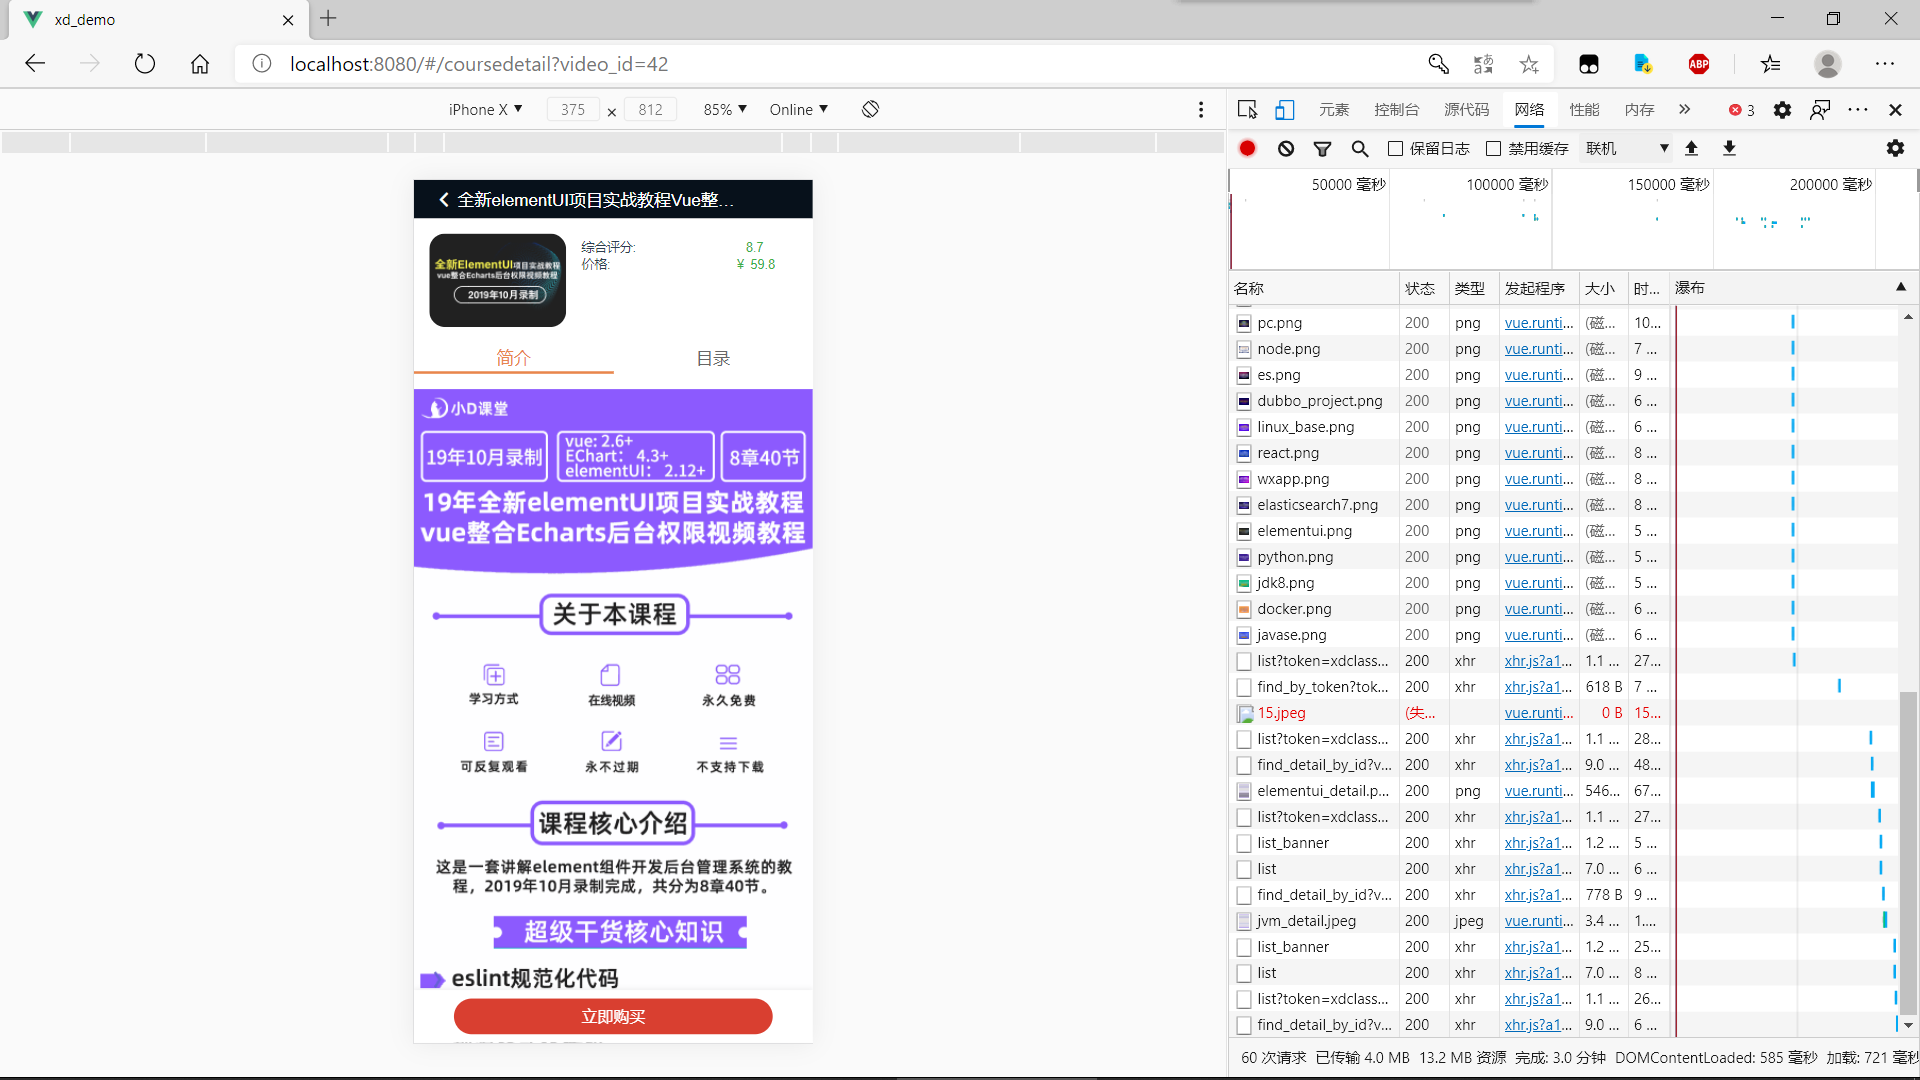 xd_demo
localhost:8080/#/coursedetail?video_id=42
ABP
iPhone X 375 × 812 85% Online
元素 控制台 源代码 网络 性能 内存 3
保留日志 禁用缓存 联机
50000 毫秒 100000 毫秒 150000 毫秒 200000 毫秒
名称 状态 类型 发起程序 大小 时... 瀑布
pc.png 200 png vue.runti... (磁... 10...
node.png 200 png vue.runti... (磁... 7 ...
es.png 200 png vue.runti... (磁... 9 ...
dubbo_project.png 200 png vue.runti... (磁... 6 ...
linux_base.png 200 png vue.runti... (磁... 6 ...
react.png 200 png vue.runti... (磁... 8 ...
wxapp.png 200 png vue.runti... (磁... 8 ...
elasticsearch7.png 200 png vue.runti... (磁... 8 ...
elementui.png 200 png vue.runti... (磁... 5 ...
python.png 200 png vue.runti... (磁... 5 ...
jdk8.png 200 png vue.runti... (磁... 5 ...
docker.png 200 png vue.runti... (磁... 6 ...
javase.png 200 png vue.runti... (磁... 6 ...
list?token=xdclass... 200 xhr xhr.js?a1... 1.1 ... 27...
find_by_token?tok... 200 xhr xhr.js?a1... 618 B 7 ...
15.jpeg (失... vue.runti... 0 B 15...
list?token=xdclass... 200 xhr xhr.js?a1... 1.1 ... 28...
find_detail_by_id?v... 200 xhr xhr.js?a1... 9.0 ... 48...
elementui_detail.p... 200 png vue.runti... 546... 67...
list?token=xdclass... 200 xhr xhr.js?a1... 1.1 ... 27...
list_banner 200 xhr xhr.js?a1... 1.2 ... 5 ...
list 200 xhr xhr.js?a1... 7.0 ... 6 ...
find_detail_by_id?v... 200 xhr xhr.js?a1... 778 B 9 ...
jvm_detail.jpeg 200 jpeg vue.runti... 3.4 ... 1....
list_banner 200 xhr xhr.js?a1... 1.2 ... 25...
list 200 xhr xhr.js?a1... 7.0 ... 8 ...
list?token=xdclass... 200 xhr xhr.js?a1... 1.1 ... 26...
find_detail_by_id?v... 200 xhr xhr.js?a1... 9.0 ... 6 ...
60 次请求 已传输 4.0 MB 13.2 MB 资源 完成: 3.0 分钟 DOMContentLoaded: 585 毫秒 加载: 721 毫秒
全新elementUI项目实战教程Vue整...
全新ElementUI项目实战教程
vue整合Echarts后台权限视频教程
2019年10月录制
综合评分: 8.7
价格: ¥ 59.8
简介 目录
小D课堂
19年10月录制
vue: 2.6+
EChart: 4.3+
elementUI: 2.12+
8章40节
19年全新elementUI项目实战教程
vue整合Echarts后台权限视频教程
关于本课程
学习方式 在线视频 永久免费
可反复观看 永不过期 不支持下载
课程核心介绍
这是一套讲解element组件开发后台管理系统的教
程，2019年10月录制完成，共分为8章40节。
超级干货核心知识
eslint规范化代码
立即购买